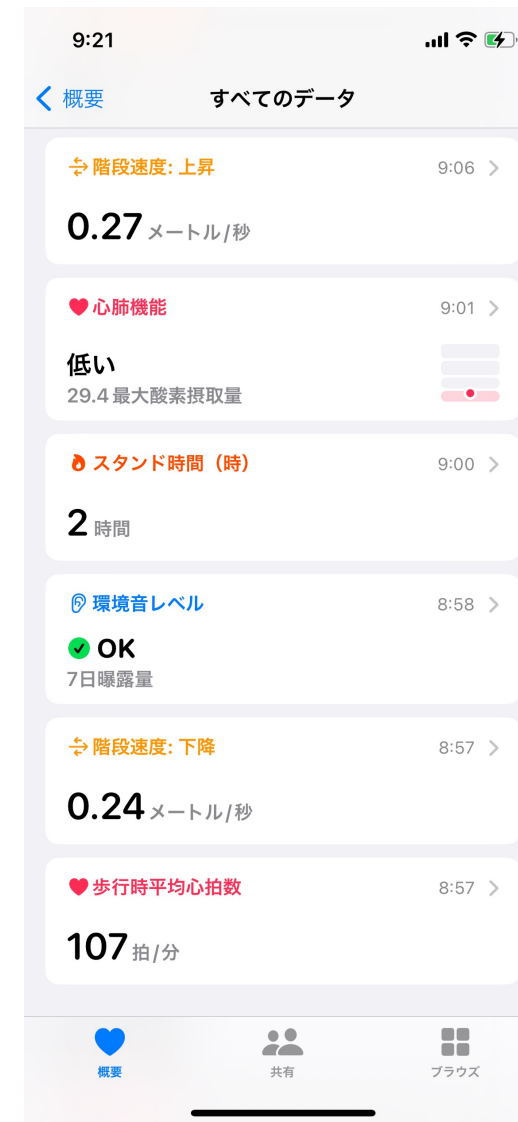 9:21
概要
すべてのデータ
階段速度: 上昇
9:06
0.27 メートル/秒
心肺機能
9:01
低い
29.4 最大酸素摂取量
スタンド時間（時）
9:00
2 時間
環境音レベル
8:58
OK
7日曝露量
階段速度: 下降
8:57
0.24 メートル/秒
歩行時平均心拍数
8:57
107 拍/分
概要
共有
ブラウズ